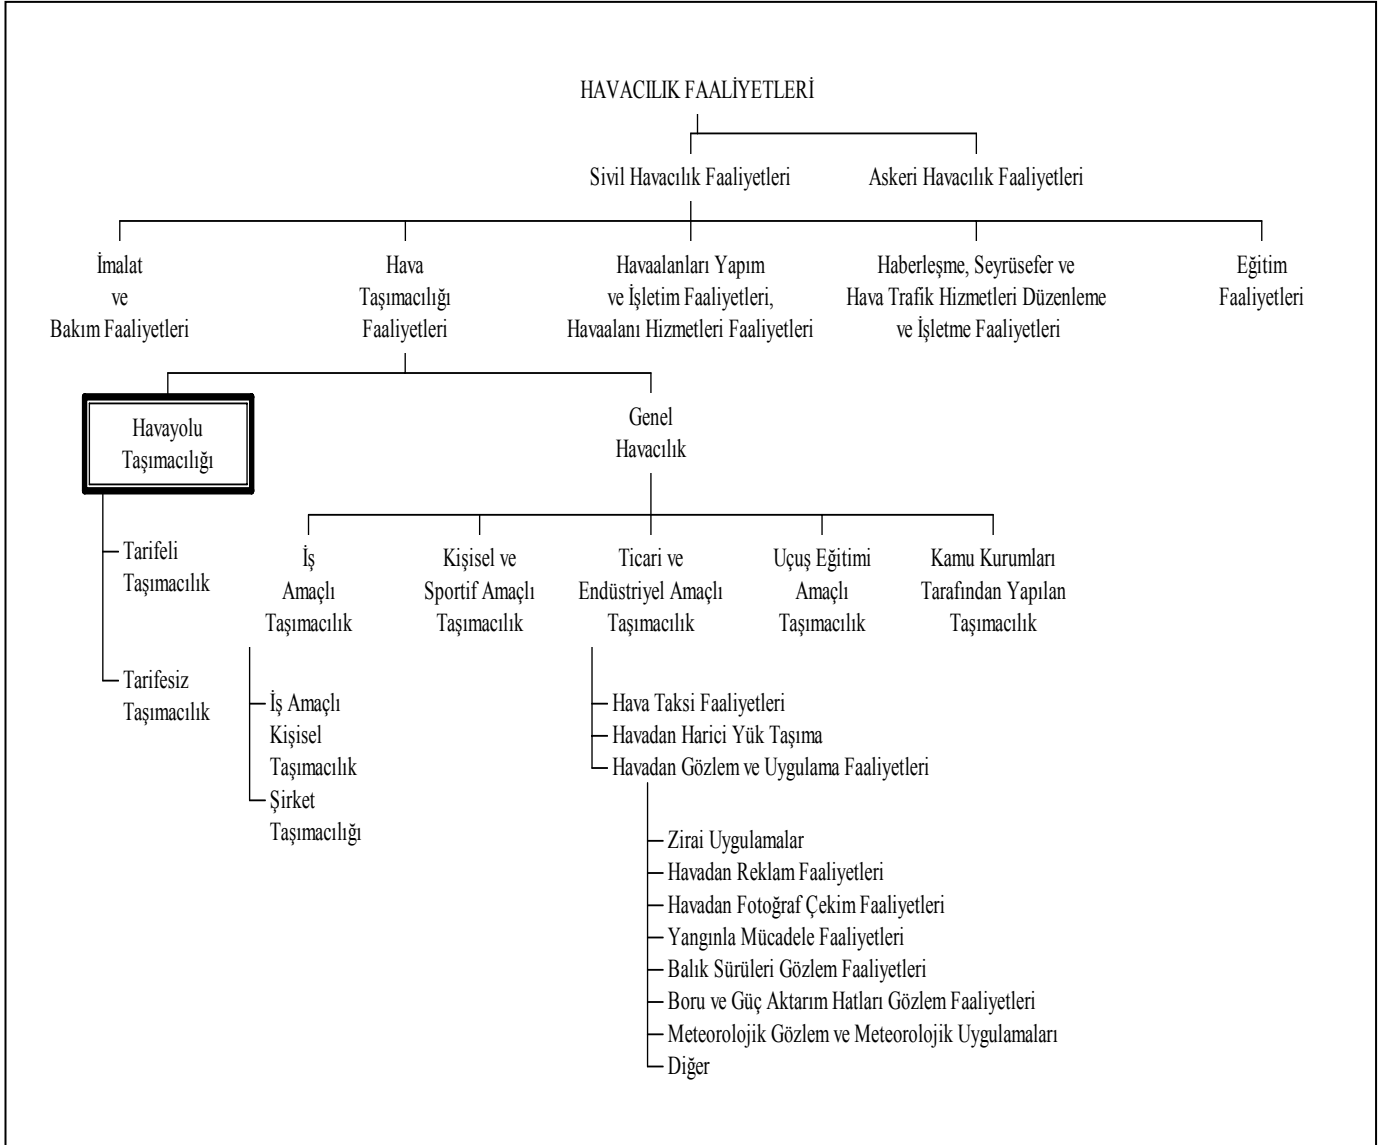 HAVACILIK FAALİYETLERİ
Sivil Havacılık Faaliyetleri
Askeri Havacılık Faaliyetleri
İmalat
ve
Bakım Faaliyetleri
Hava
Taşımacılığı
Faaliyetleri
Havaalanları Yapım
ve İşletim Faaliyetleri,
Havaalanı Hizmetleri Faaliyetleri
Haberleşme, Seyrüsefer ve
Hava Trafik Hizmetleri Düzenleme
ve İşletme Faaliyetleri
Eğitim
Faaliyetleri
Havayolu
Taşımacılığı
Genel
Havacılık
Tarifeli
Taşımacılık
Tarifesiz
Taşımacılık
İş
Amaçlı
Taşımacılık
Kişisel ve
Sportif Amaçlı
Taşımacılık
Ticari ve
Endüstriyel Amaçlı
Taşımacılık
Uçuş Eğitimi
Amaçlı
Taşımacılık
Kamu Kurumları
Tarafından Yapılan
Taşımacılık
İş Amaçlı
Kişisel
Taşımacılık
Şirket
Taşımacılığı
Hava Taksi Faaliyetleri
Havadan Harici Yük Taşıma
Havadan Gözlem ve Uygulama Faaliyetleri
Zirai Uygulamalar
Havadan Reklam Faaliyetleri
Havadan Fotoğraf Çekim Faaliyetleri
Yangınla Mücadele Faaliyetleri
Balık Sürüleri Gözlem Faaliyetleri
Boru ve Güç Aktarım Hatları Gözlem Faaliyetleri
Meteorolojik Gözlem ve Meteorolojik Uygulamaları
Diğer